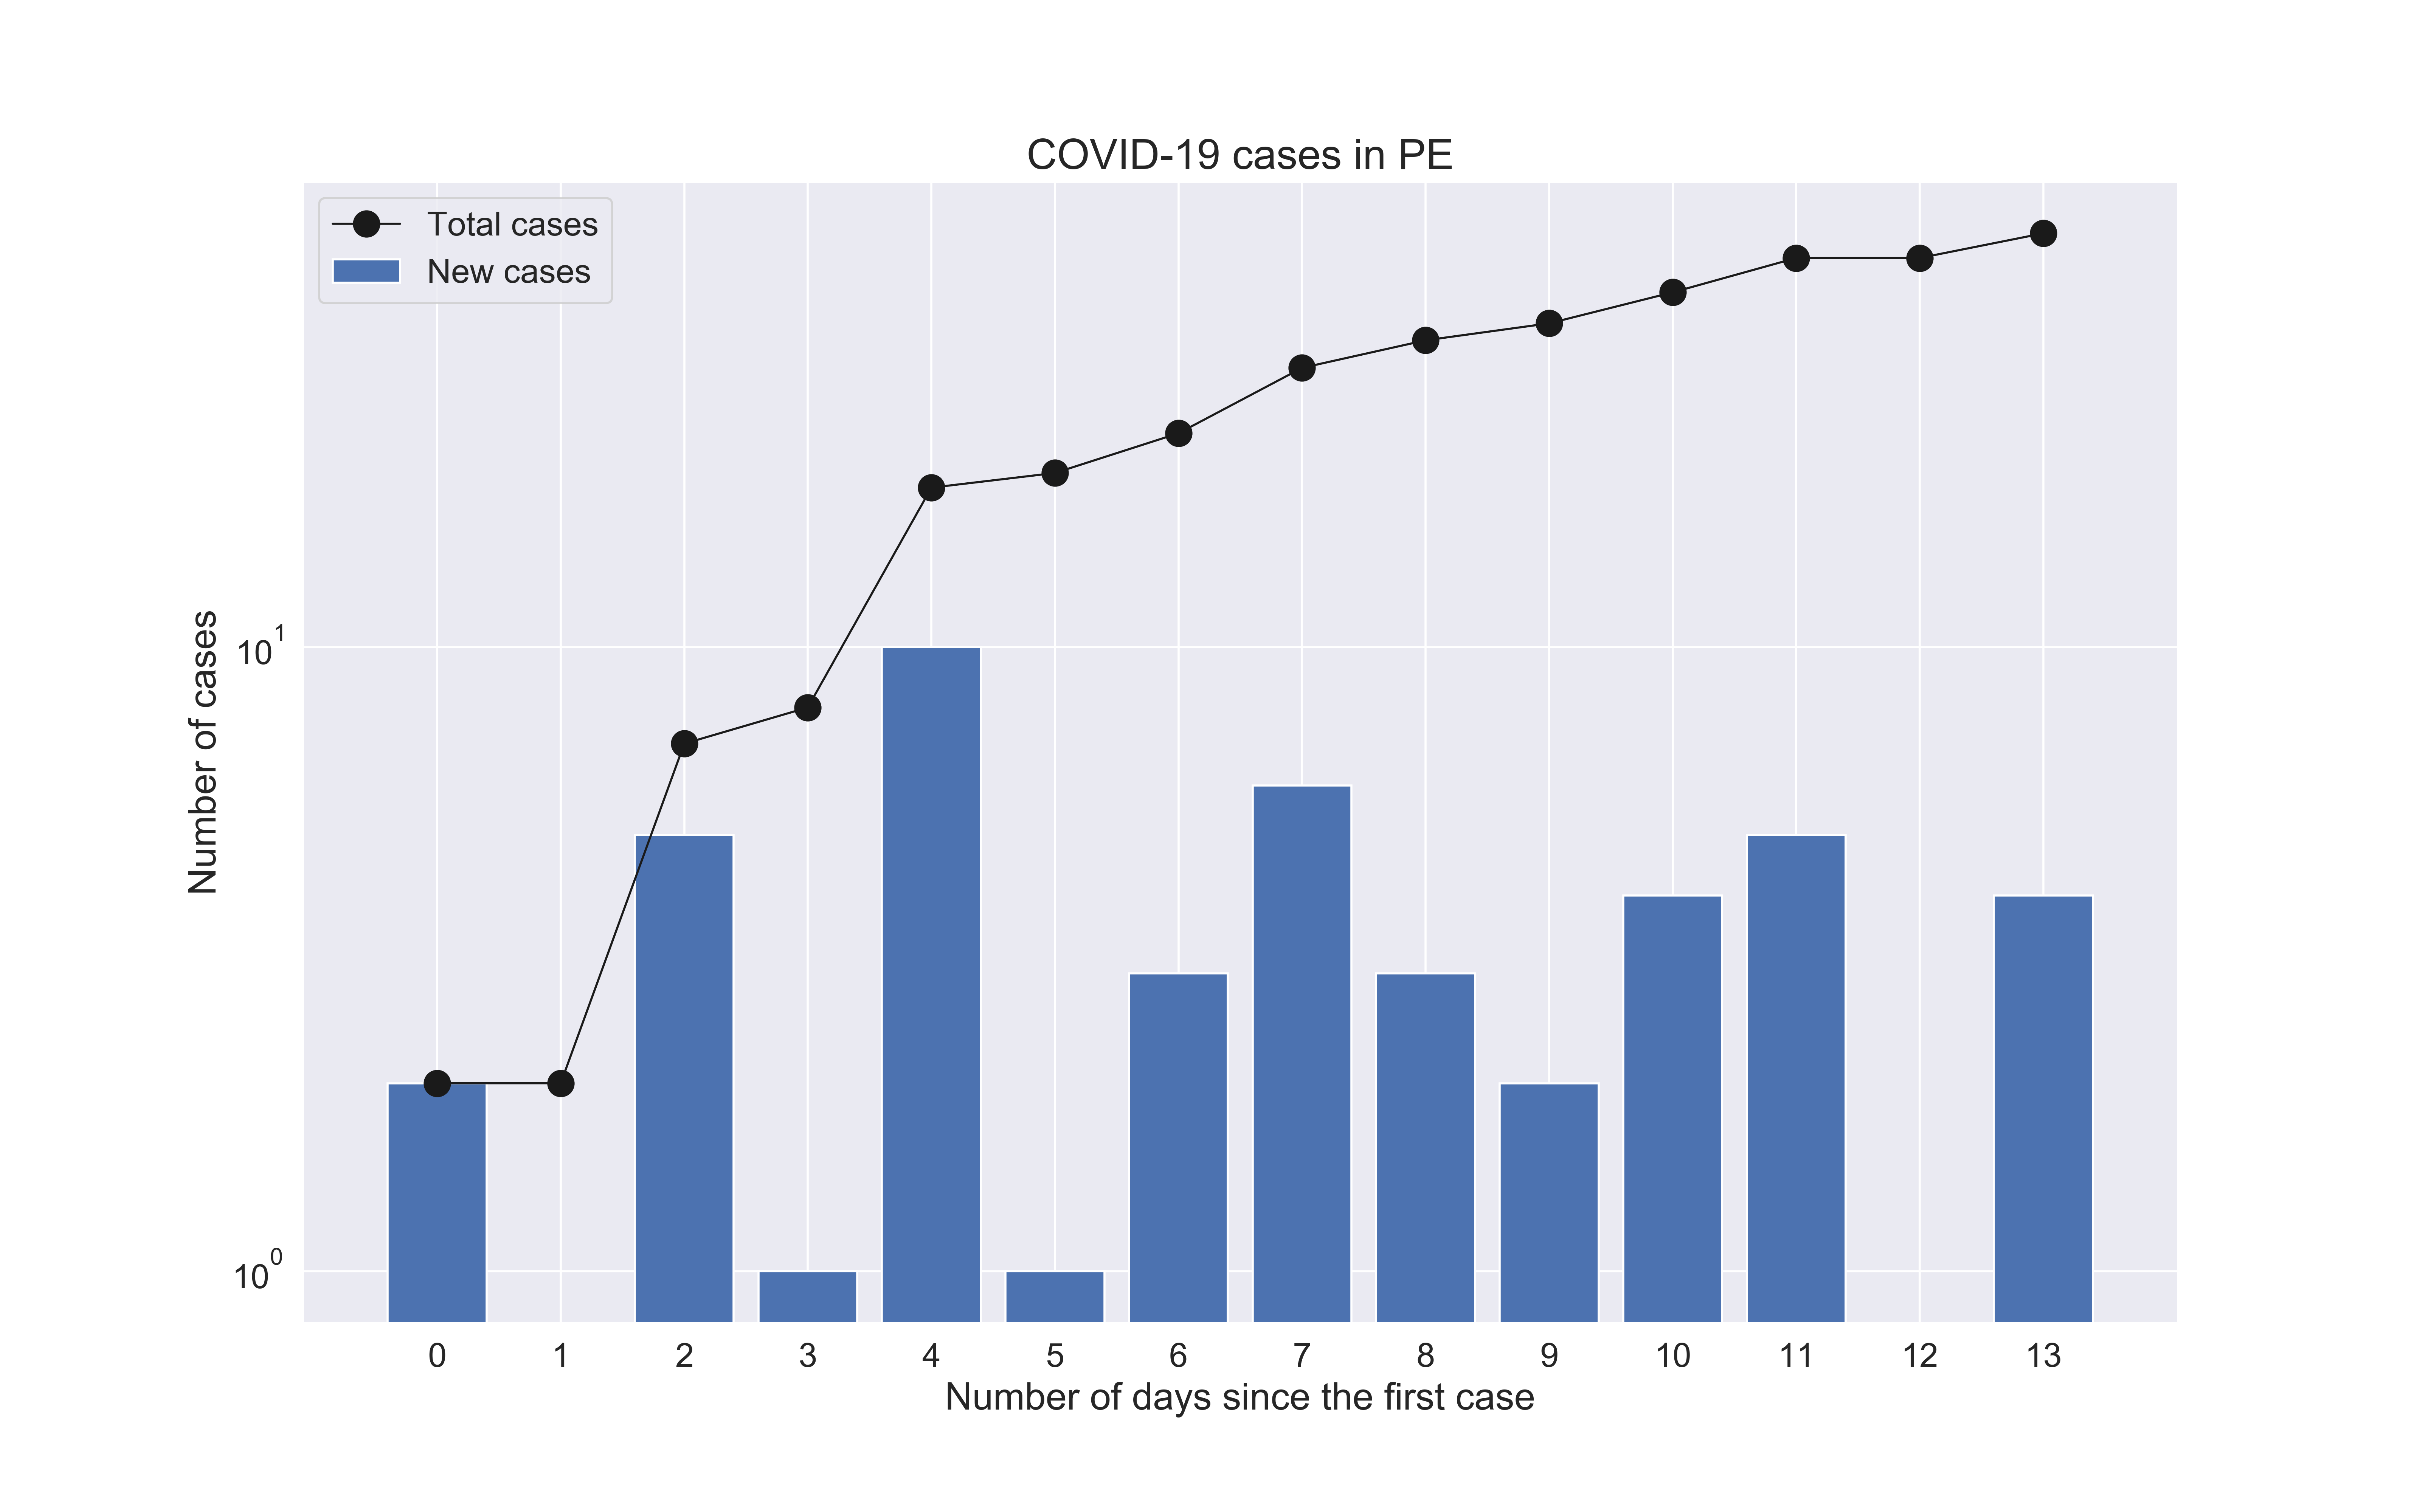 COVID-19 cases in PE
Total cases
New cases
Number of cases
10^1
10^0
0 1 2 3 4 5 6 7 8 9 10 11 12 13
Number of days since the first case